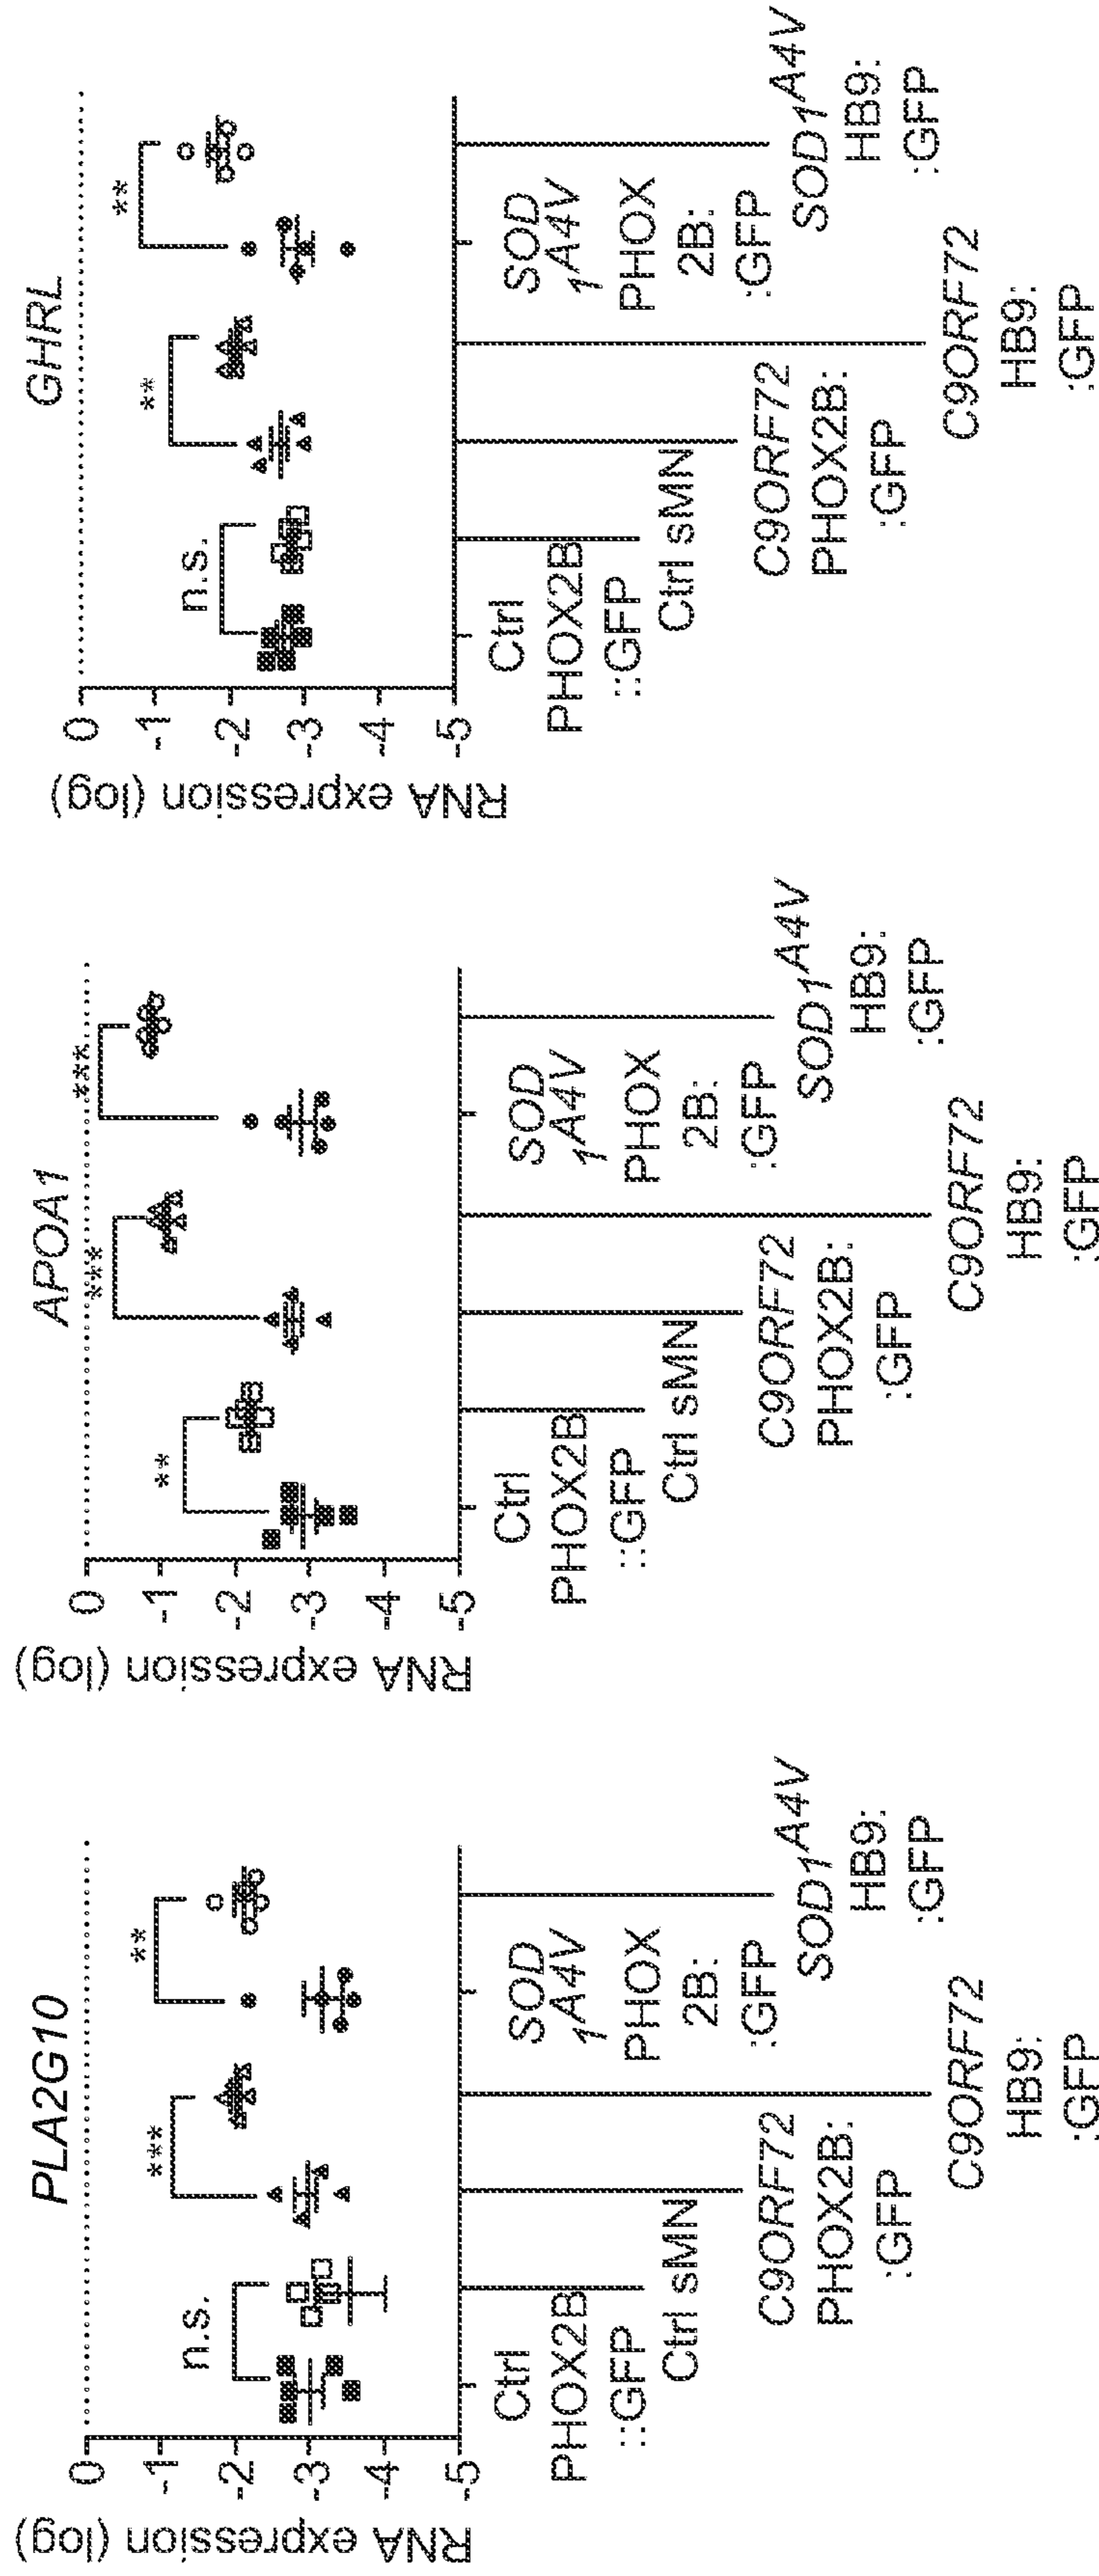 PLA2G10
RNA expression (log)
0
-1
-2
-3
-4
-5
n.s.
***
**
Ctrl
PHOX2B
::GFP
Ctrl sMN
C9ORF72
PHOX2B:
:GFP
C9ORF72
HB9:
:GFP
SOD
1A4V
PHOX
2B:
:GFP
SOD1A4V
HB9:
:GFP
APOA1
RNA expression (log)
0
-1
-2
-3
-4
-5
**
***
***
Ctrl
PHOX2B
::GFP
Ctrl sMN
C9ORF72
PHOX2B:
:GFP
C9ORF72
HB9:
:GFP
SOD
1A4V
PHOX
2B:
:GFP
SOD1A4V
HB9:
:GFP
GHRL
RNA expression (log)
0
-1
-2
-3
-4
-5
n.s.
**
**
Ctrl
PHOX2B
::GFP
Ctrl sMN
C9ORF72
PHOX2B:
:GFP
C9ORF72
HB9:
:GFP
SOD
1A4V
PHOX
2B:
:GFP
SOD1A4V
HB9:
:GFP